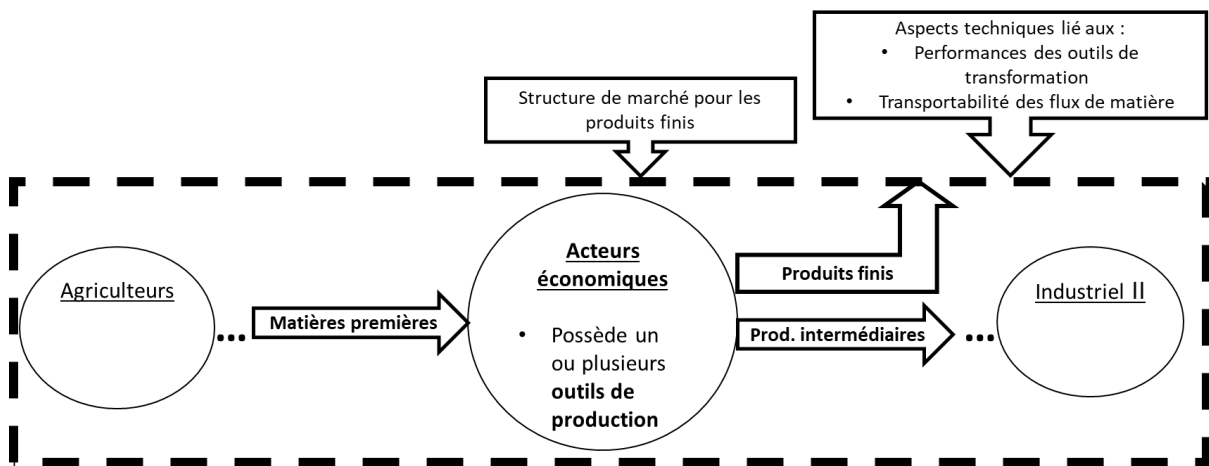 Aspects techniques lié aux :
• Performances des outils de
transformation
• Transportabilité des flux de matière
Structure de marché pour les
produits finis
Agriculteurs
...
Matières premières
Acteurs
économiques
• Possède un
ou plusieurs
outils de
production
Produits finis
Prod. intermédiaires
...
Industriel II